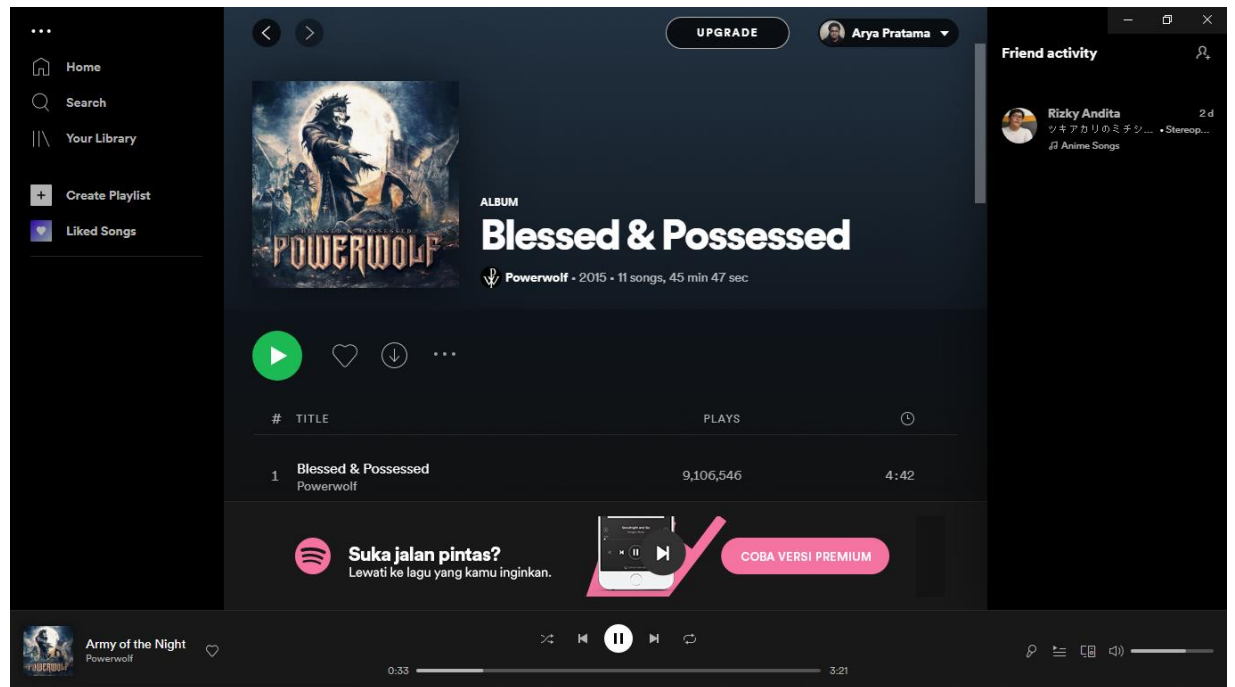 Home
Search
Your Library
Create Playlist
Liked Songs
UPGRADE
Arya Pratama
BLESSED & POSSESSED
POWERWOLF
ALBUM
Blessed & Possessed
Powerwolf • 2015 • 11 songs, 45 min 47 sec
# TITLE PLAYS
1 Blessed & Possessed 9,106,546 4:42
Powerwolf
Suka jalan pintas?
Lewati ke lagu yang kamu inginkan.
COBA VERSI PREMIUM
Friend activity
Rizky Andita 2 d
ツキアカリのミチシ... • Stereop...
Anime Songs
Army of the Night
Powerwolf
POWERWOLF
0:33 3:21